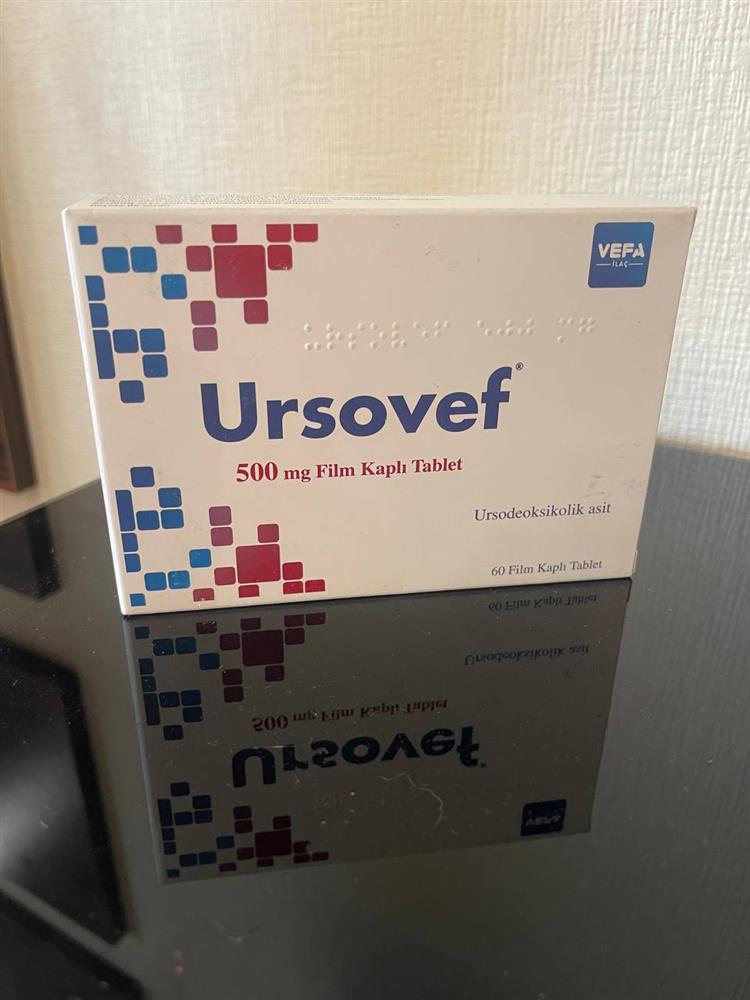 VEFA
İLAÇ
Ursovef®
500 mg Film Kaplı Tablet
Ursodeoksikolik asit
60 Film Kaplı Tablet